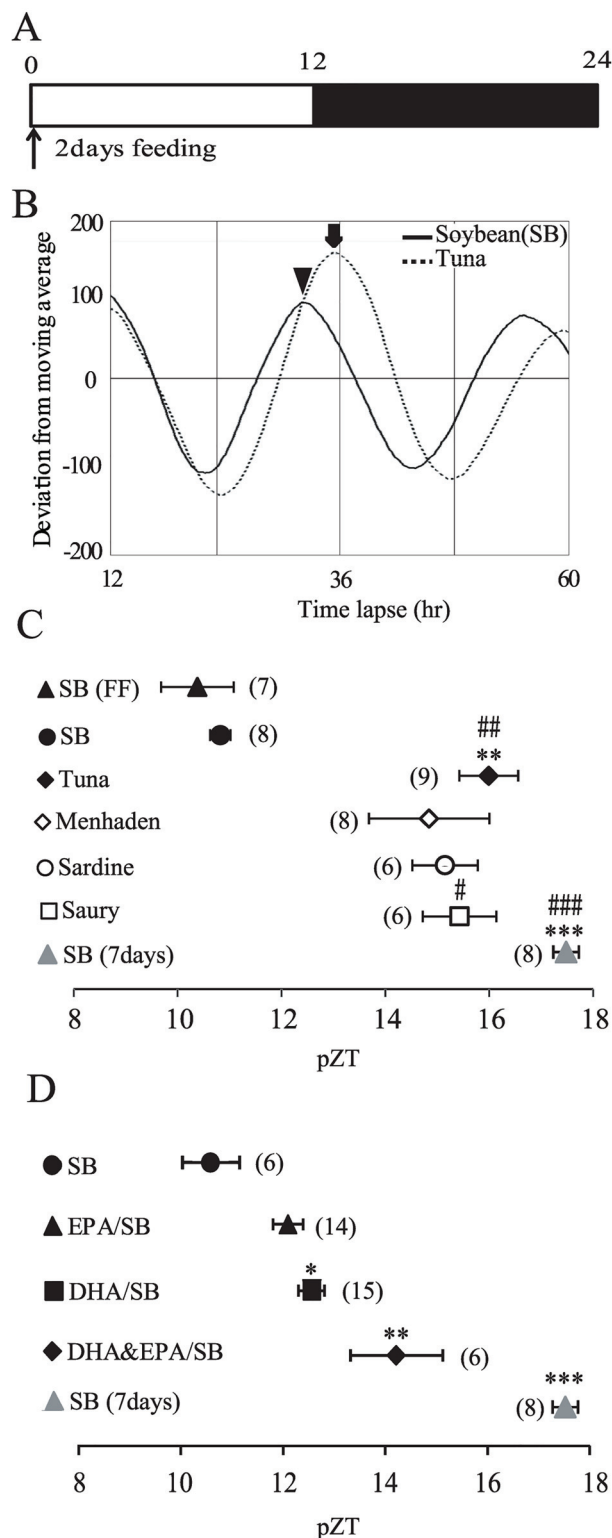 A
0 12 24
2days feeding
B
200
100
0
-100
-200
Deviation from moving average
Soybean(SB)
Tuna
12 36 60
Time lapse (hr)
C
SB (FF) (7)
SB (8)
##
**
Tuna (9)
Menhaden (8)
Sardine (6)
#
Saury (6)
###
***
SB (7days) (8)
8 10 12 14 16 18
pZT
D
SB (6)
EPA/SB (14)
*
DHA/SB (15)
**
DHA&EPA/SB (6)
***
SB (7days) (8)
8 10 12 14 16 18
pZT